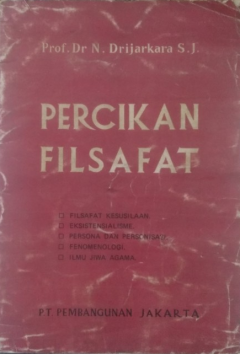 Prof. Dr N. Drijarkara S.J.
PERCIKAN
FILSAFAT
FILSAFAT KESUSILAAN
EKSISTENSIALISME
PERSONA DAN PERSONISASI
FENOMENOLOGI
ILMU JIWA AGAMA
P.T. PEMBANGUNAN JAKARTA